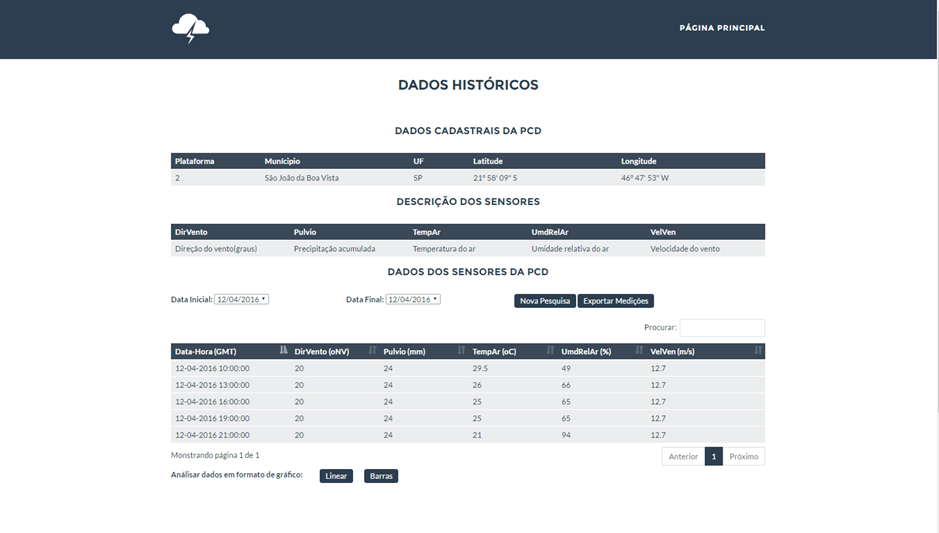 PÁGINA PRINCIPAL
DADOS HISTÓRICOS
DADOS CADASTRAIS DA PCD
Plataforma Munícipio UF Latitude Longitude
2 São João da Boa Vista SP 21º 58' 09" S 46º 47' 53" W
DESCRIÇÃO DOS SENSORES
DirVento Pulvio TempAr UmdRelAr VelVen
Direção do vento(graus) Precipitação acumulada Temperatura do ar Umidade relativa do ar Velocidade do vento
DADOS DOS SENSORES DA PCD
Data Inicial: 12/04/2016 Data Final: 12/04/2016 Nova Pesquisa Exportar Medições
Procurar:
Data-Hora (GMT) DirVento (oNV) Pulvio (mm) TempAr (oC) UmdRelAr (%) VelVen (m/s)
12-04-2016 10:00:00 20 24 29.5 49 12.7
12-04-2016 13:00:00 20 24 26 66 12.7
12-04-2016 16:00:00 20 24 25 65 12.7
12-04-2016 19:00:00 20 24 25 65 12.7
12-04-2016 21:00:00 20 24 21 94 12.7
Monstrando página 1 de 1 Anterior 1 Próximo
Análisar dados em formato de gráfico: Linear Barras